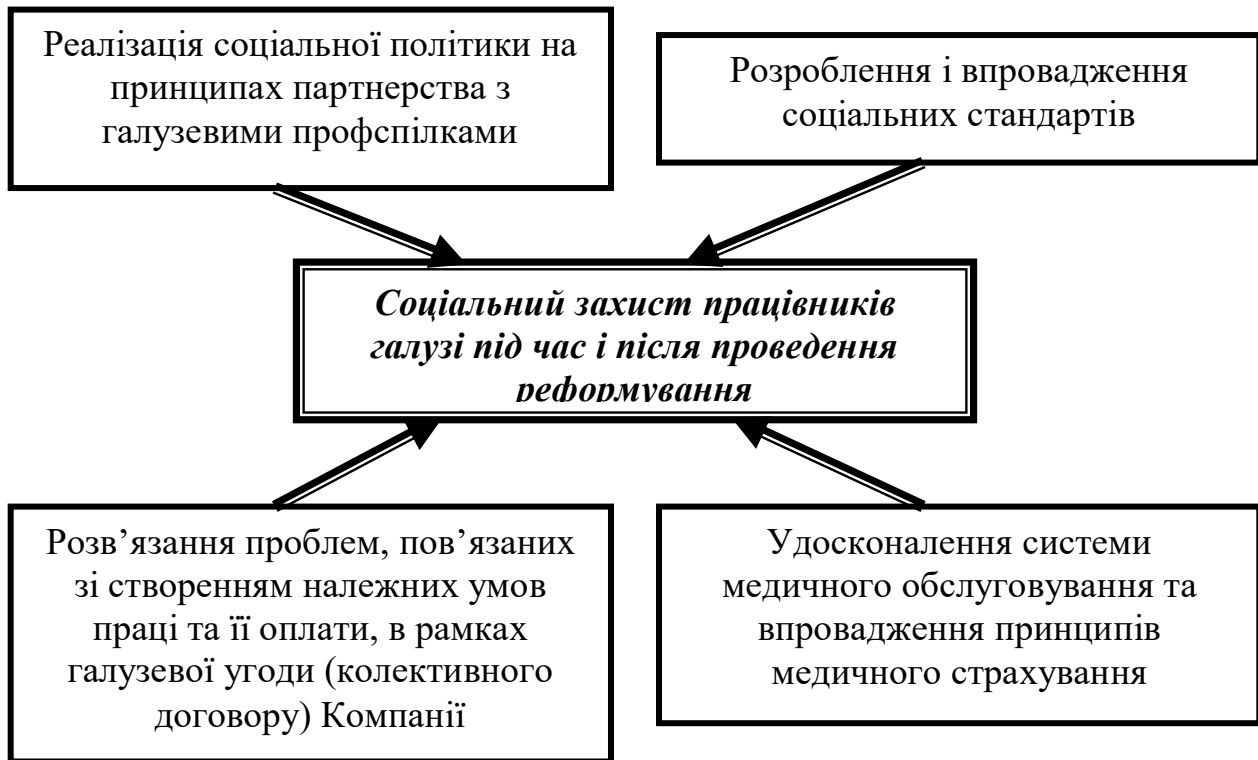 Реалізація соціальної політики на
принципах партнерства з
галузевими профспілками
Розроблення і впровадження
соціальних стандартів
Соціальний захист працівників
галузі під час і після проведення
реформування
Розв’язання проблем, пов’язаних
зі створенням належних умов
праці та її оплати, в рамках
галузевої угоди (колективного
договору) Компанії
Удосконалення системи
медичного обслуговування та
впровадження принципів
медичного страхування